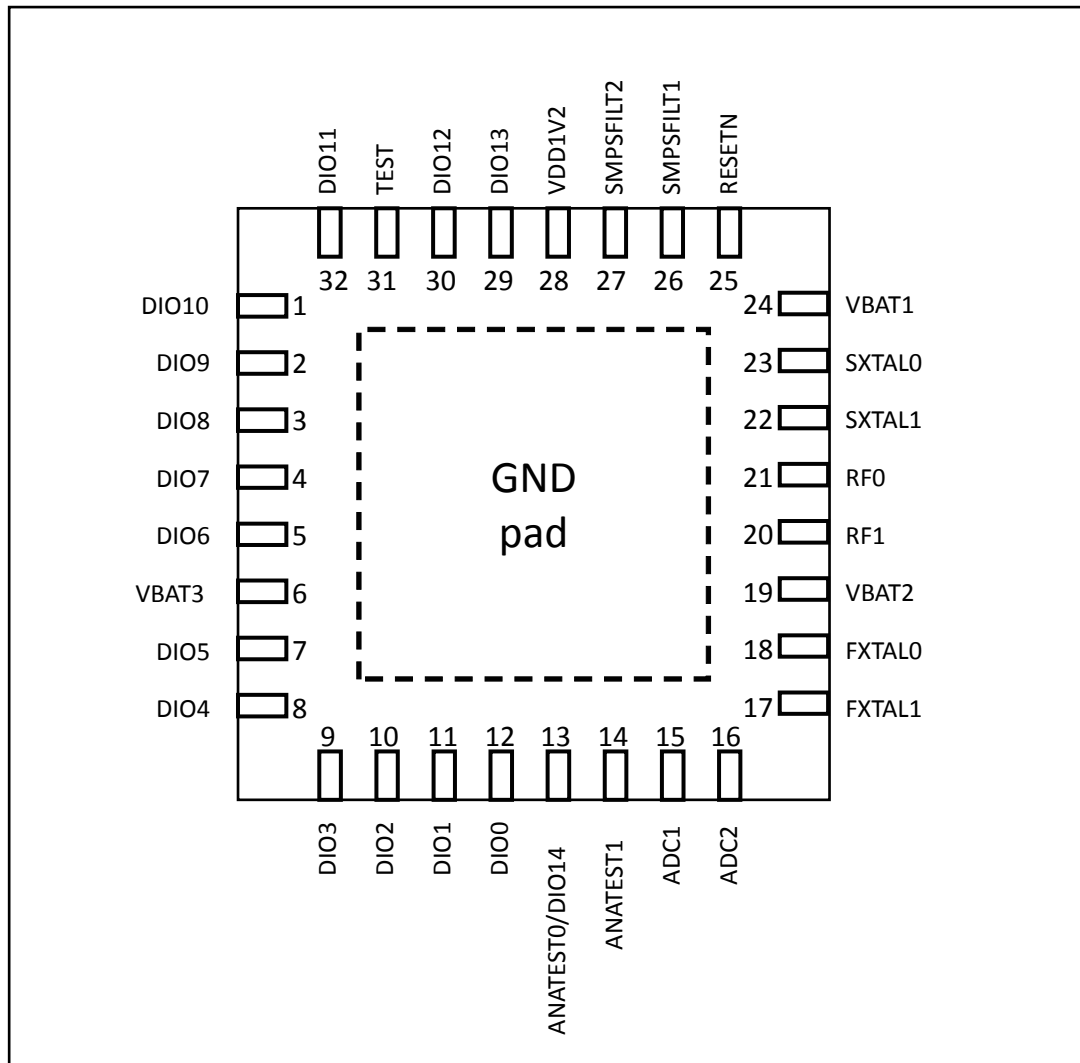 DIO11
TEST
DIO12
DIO13
VDD1V2
SMPSFILT2
SMPSFILT1
RESETN
32 31 30 29 28 27 26 25
DIO10 1
24 VBAT1
DIO9 2
23 SXTAL0
DIO8 3
22 SXTAL1
DIO7 4
21 RF0
DIO6 5
20 RF1
VBAT3 6
19 VBAT2
DIO5 7
18 FXTAL0
DIO4 8
17 FXTAL1
GND
pad
9 10 11 12 13 14 15 16
DIO3
DIO2
DIO1
DIO0
ANATEST0/DIO14
ANATEST1
ADC1
ADC2